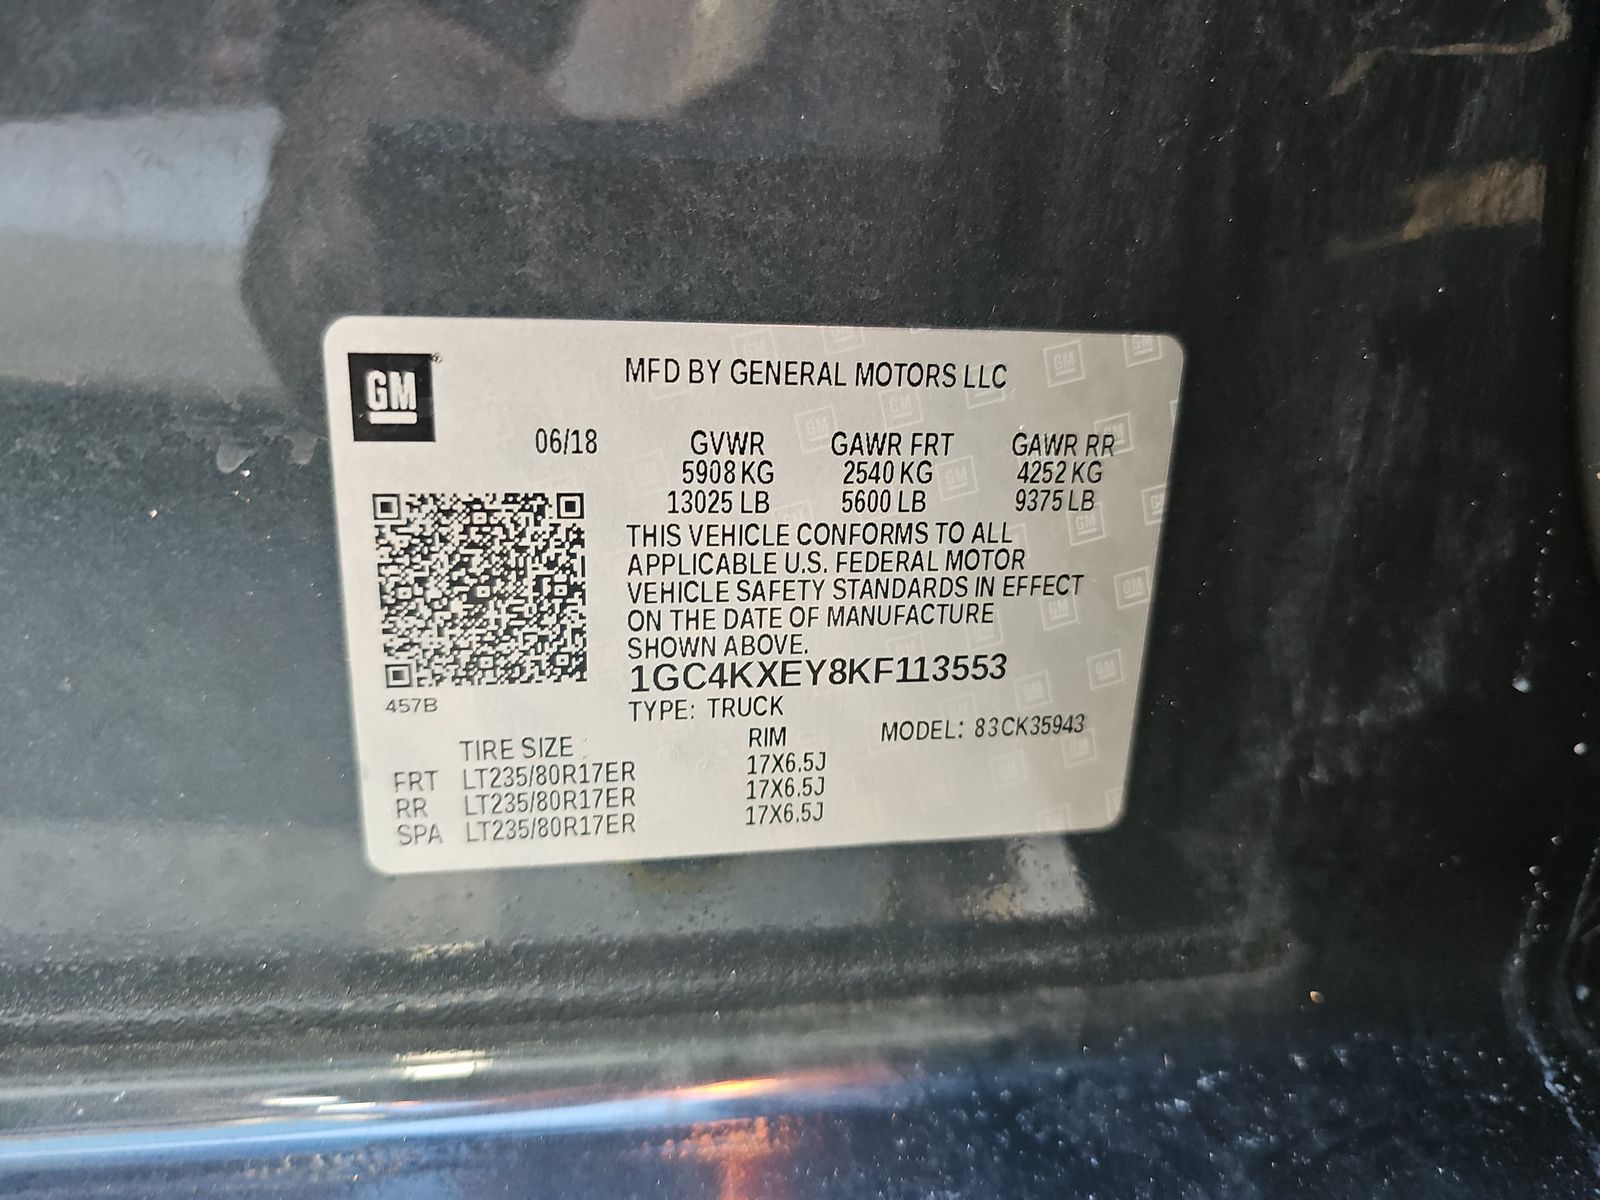 GM
MFD BY GENERAL MOTORS LLC
06/18 GVWR GAWR FRT GAWR RR
5908 KG 2540 KG 4252 KG
13025 LB 5600 LB 9375 LB
THIS VEHICLE CONFORMS TO ALL
APPLICABLE U.S. FEDERAL MOTOR
VEHICLE SAFETY STANDARDS IN EFFECT
ON THE DATE OF MANUFACTURE
SHOWN ABOVE.
1GC4KXEY8KF113553
457B
TYPE: TRUCK
MODEL: 83CK35943
TIRE SIZE RIM
FRT LT235/80R17ER 17X6.5J
RR LT235/80R17ER 17X6.5J
SPA LT235/80R17ER 17X6.5J